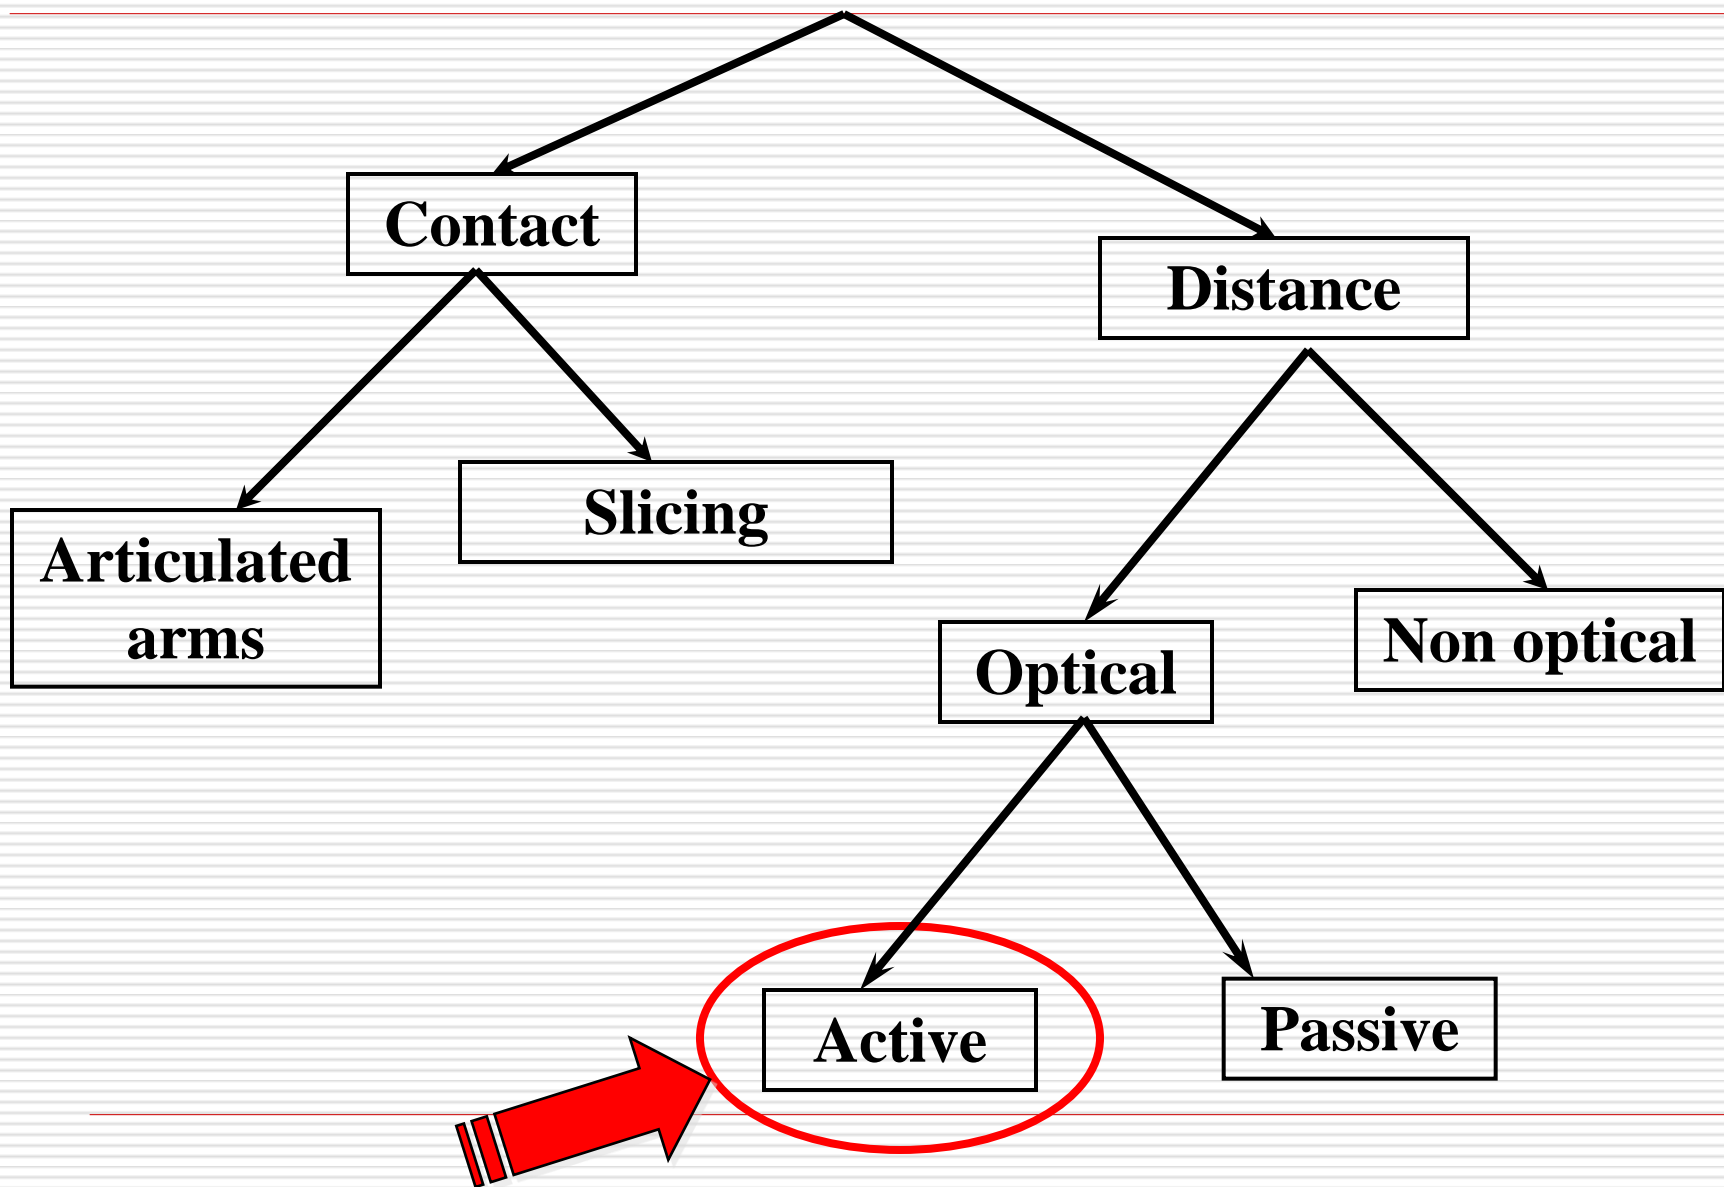 Contact
Distance
Slicing
Articulated
arms
Non optical
Optical
Active
Passive